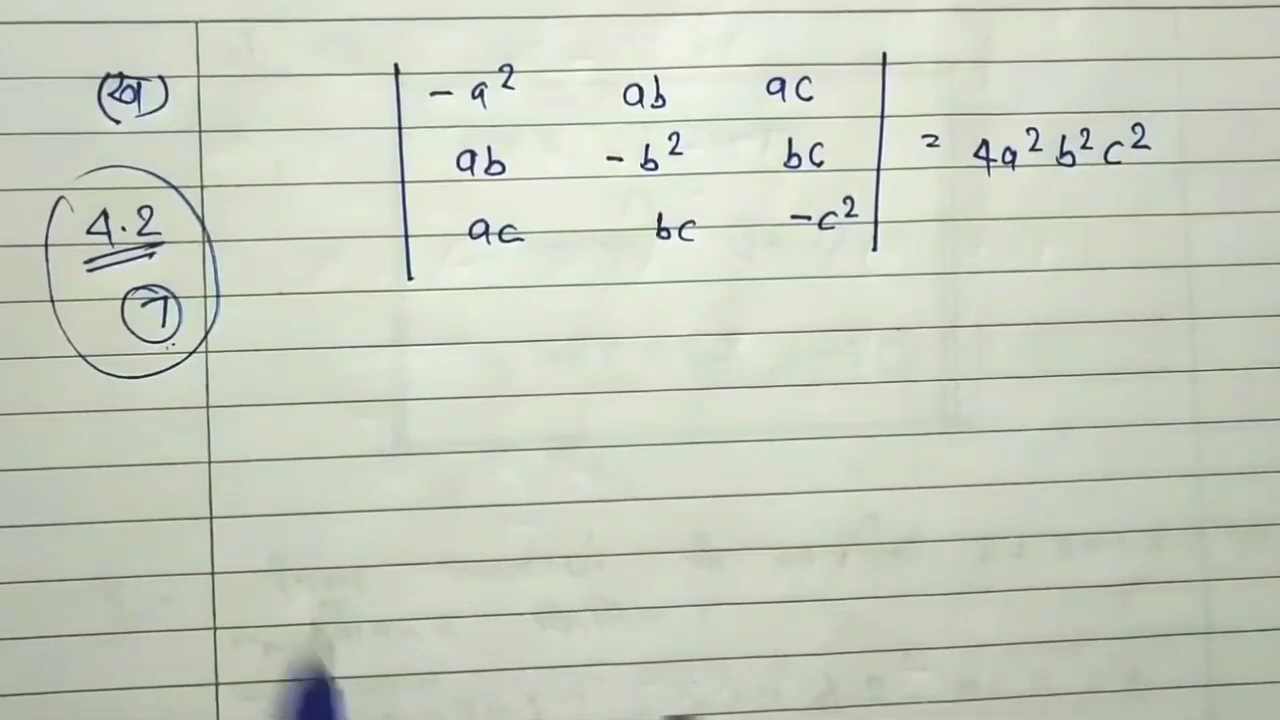 (ख) | -a² ab ac |
| ab -b² bc | = 4a²b²c²
4.2 | ac bc -c² |
7